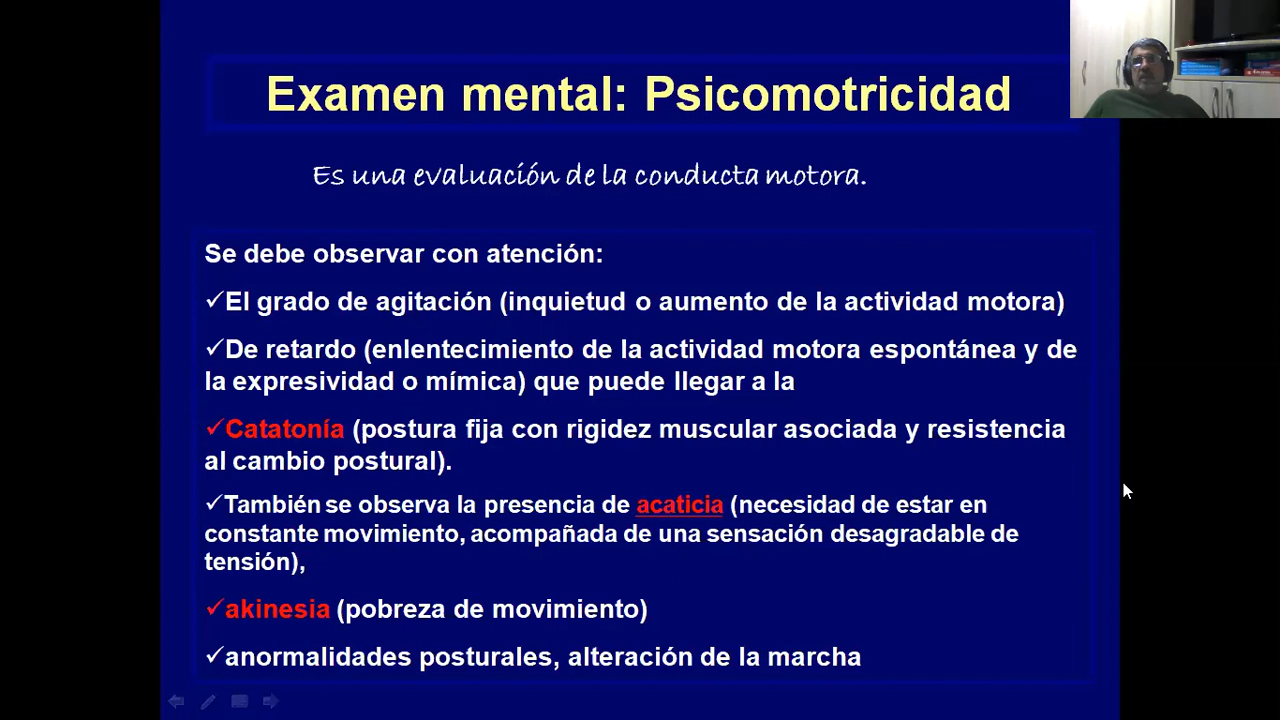 Examen mental: Psicomotricidad
Es una evaluación de la conducta motora.
Se debe observar con atención:
✓El grado de agitación (inquietud o aumento de la actividad motora)
✓De retardo (enlentecimiento de la actividad motora espontánea y de
la expresividad o mímica) que puede llegar a la
✓Catatonía (postura fija con rigidez muscular asociada y resistencia
al cambio postural).
✓También se observa la presencia de acaticia (necesidad de estar en
constante movimiento, acompañada de una sensación desagradable de
tensión),
✓akinesia (pobreza de movimiento)
✓anormalidades posturales, alteración de la marcha